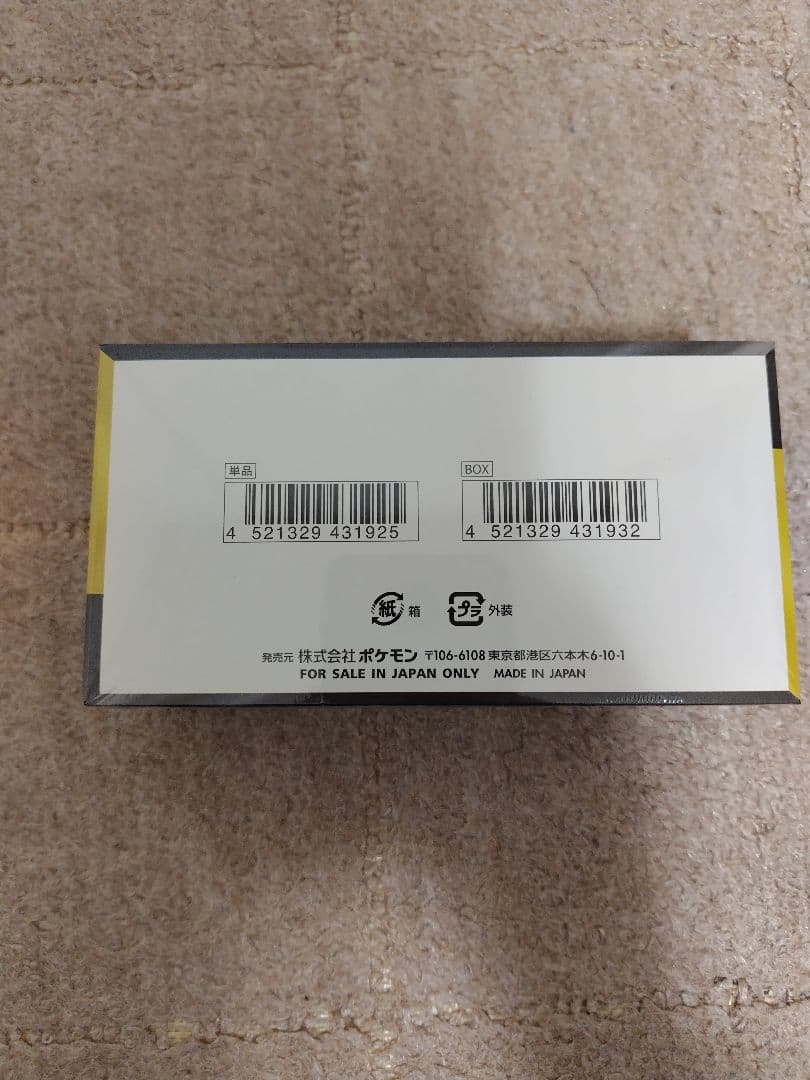 単品
BOX
4 521329 431925
4 521329 431932
紙 箱
プラ 外装
発売元 株式会社ポケモン 〒106-6108 東京都港区六本木6-10-1
FOR SALE IN JAPAN ONLY MADE IN JAPAN